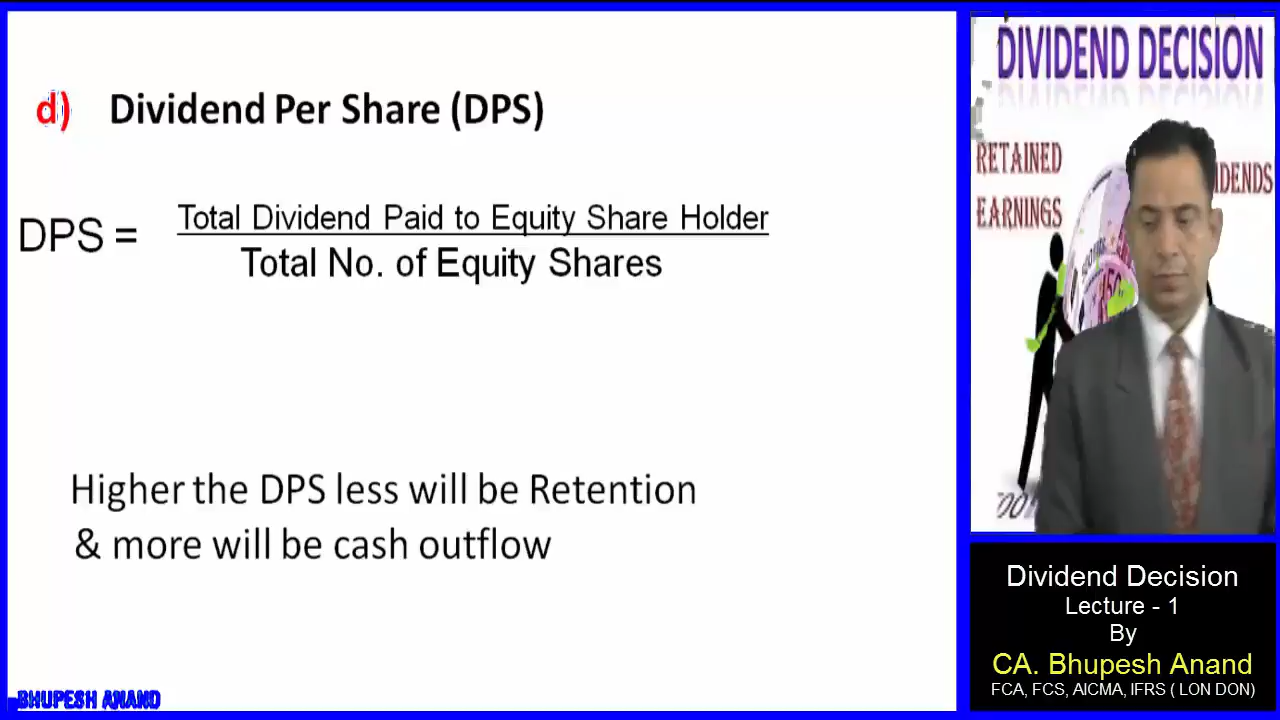 d) Dividend Per Share (DPS)
DPS = Total Dividend Paid to Equity Share Holder
Total No. of Equity Shares
Higher the DPS less will be Retention
& more will be cash outflow
BHUPESH ANAND
DIVIDEND DECISION
RETAINED
EARNINGS
IDENDS
Dividend Decision
Lecture - 1
By
CA. Bhupesh Anand
FCA, FCS, AICMA, IFRS ( LON DON)